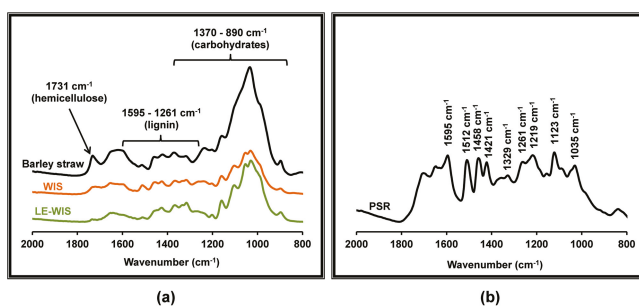 1370 - 890 cm⁻¹
(carbohydrates)
1731 cm⁻¹
(hemicellulose)
1595 - 1261 cm⁻¹
(lignin)
Barley straw
WIS
LE-WIS
2000 1800 1600 1400 1200 1000 800
Wavenumber (cm⁻¹)
(a)
1595 cm⁻¹
1512 cm⁻¹
1458 cm⁻¹
1421 cm⁻¹
1329 cm⁻¹
1261 cm⁻¹
1219 cm⁻¹
1123 cm⁻¹
1035 cm⁻¹
PSR
2000 1800 1600 1400 1200 1000 800
Wavenumber (cm⁻¹)
(b)